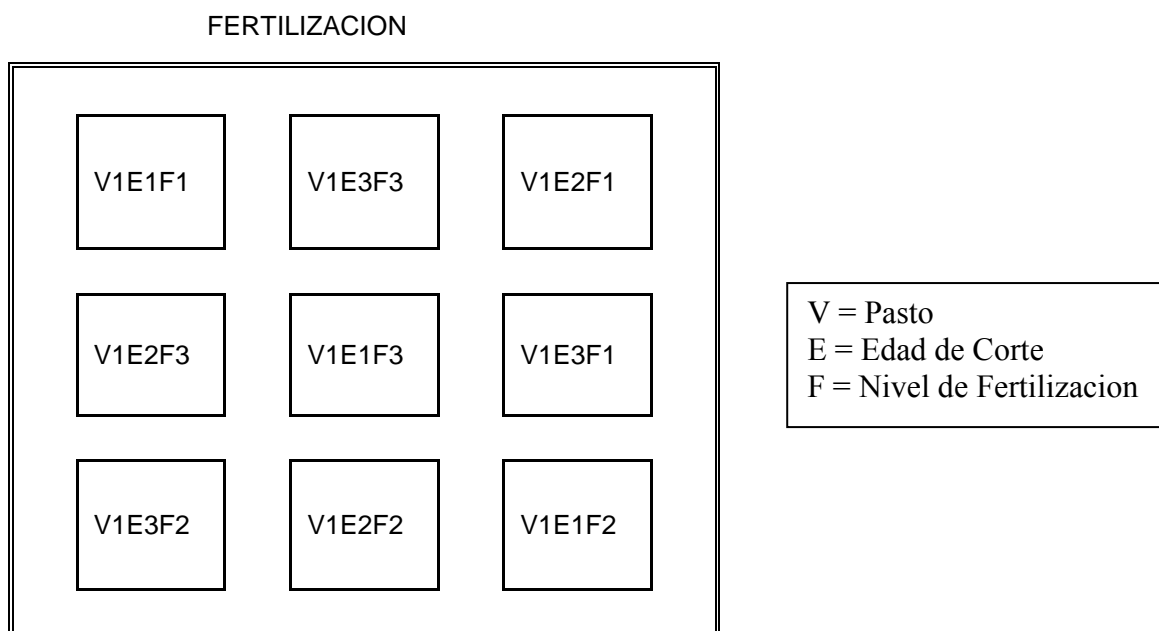 FERTILIZACION
V1E1F1
V1E3F3
V1E2F1
V1E2F3
V1E1F3
V1E3F1
V1E3F2
V1E2F2
V1E1F2
V = Pasto
E = Edad de Corte
F = Nivel de Fertilizacion